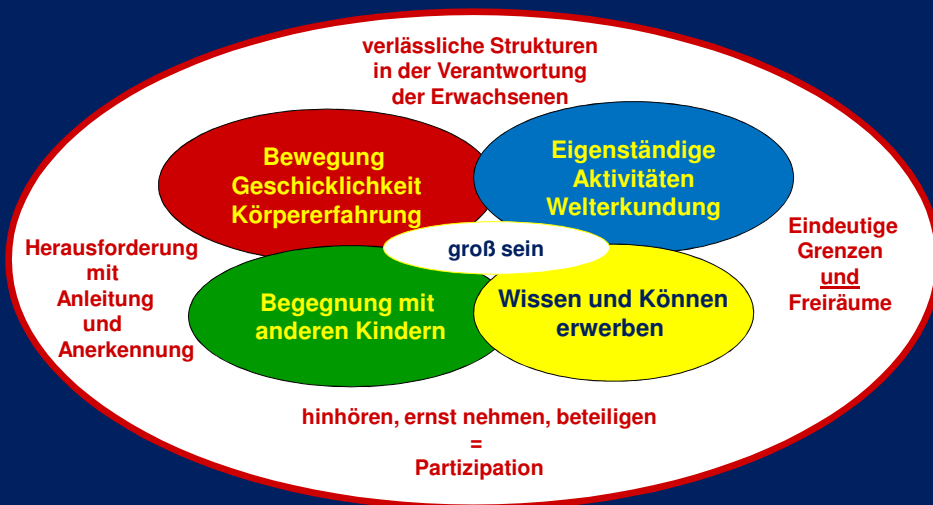 verlässliche Strukturen
in der Verantwortung
der Erwachsenen
Bewegung
Geschicklichkeit
Körpererfahrung
Eigenständige
Aktivitäten
Welterkundung
groß sein
Herausforderung
mit
Anleitung
und
Anerkennung
Eindeutige
Grenzen
und
Freiräume
Begegnung mit
anderen Kindern
Wissen und Können
erwerben
hinhören, ernst nehmen, beteiligen
=
Partizipation